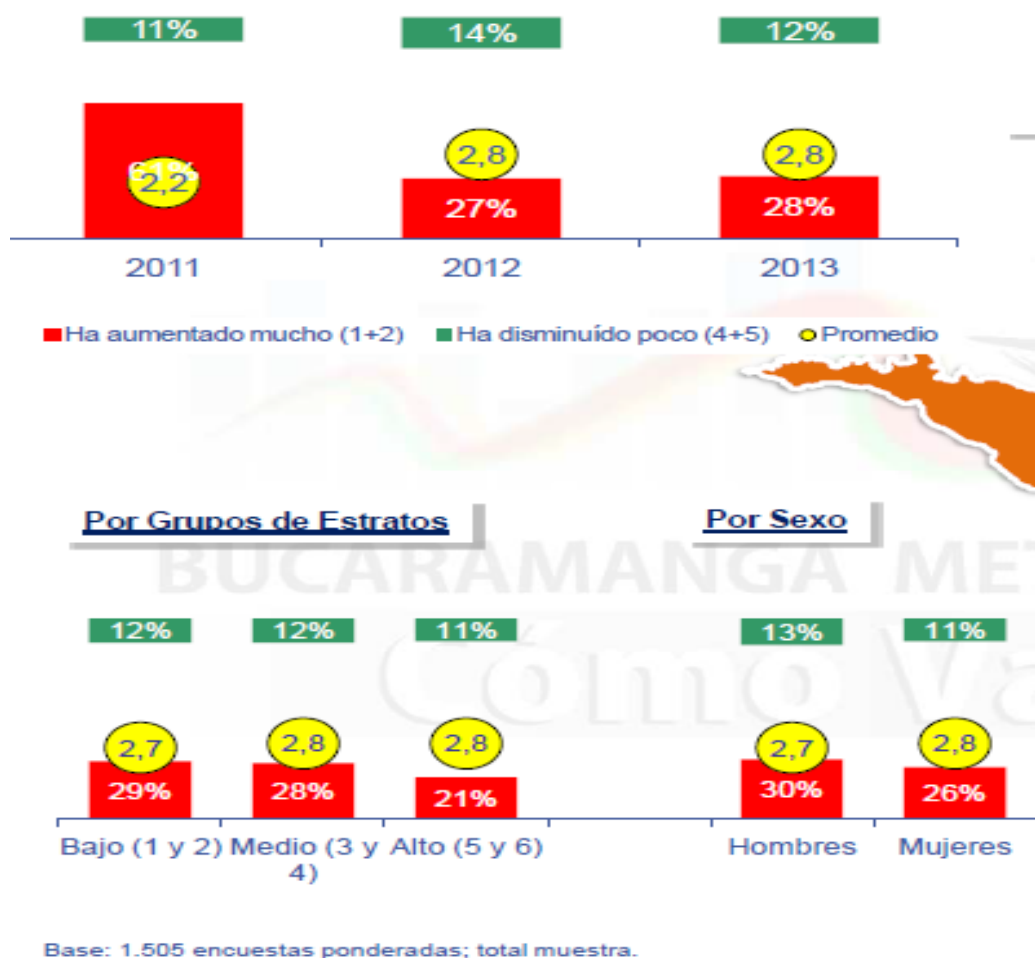 11% 14% 12%
61% 2,2 2,8 2,8
27% 28%
2011 2012 2013
Ha aumentado mucho (1+2) Ha disminuído poco (4+5) Promedio
Por Grupos de Estratos Por Sexo
BUCARAMANGA MET
12% 12% 11% 13% 11%
Cómo Va
2,7 2,8 2,8 2,7 2,8
29% 28% 21% 30% 26%
Bajo (1 y 2) Medio (3 y Alto (5 y 6) Hombres Mujeres
4)
Base: 1.505 encuestas ponderadas; total muestra.